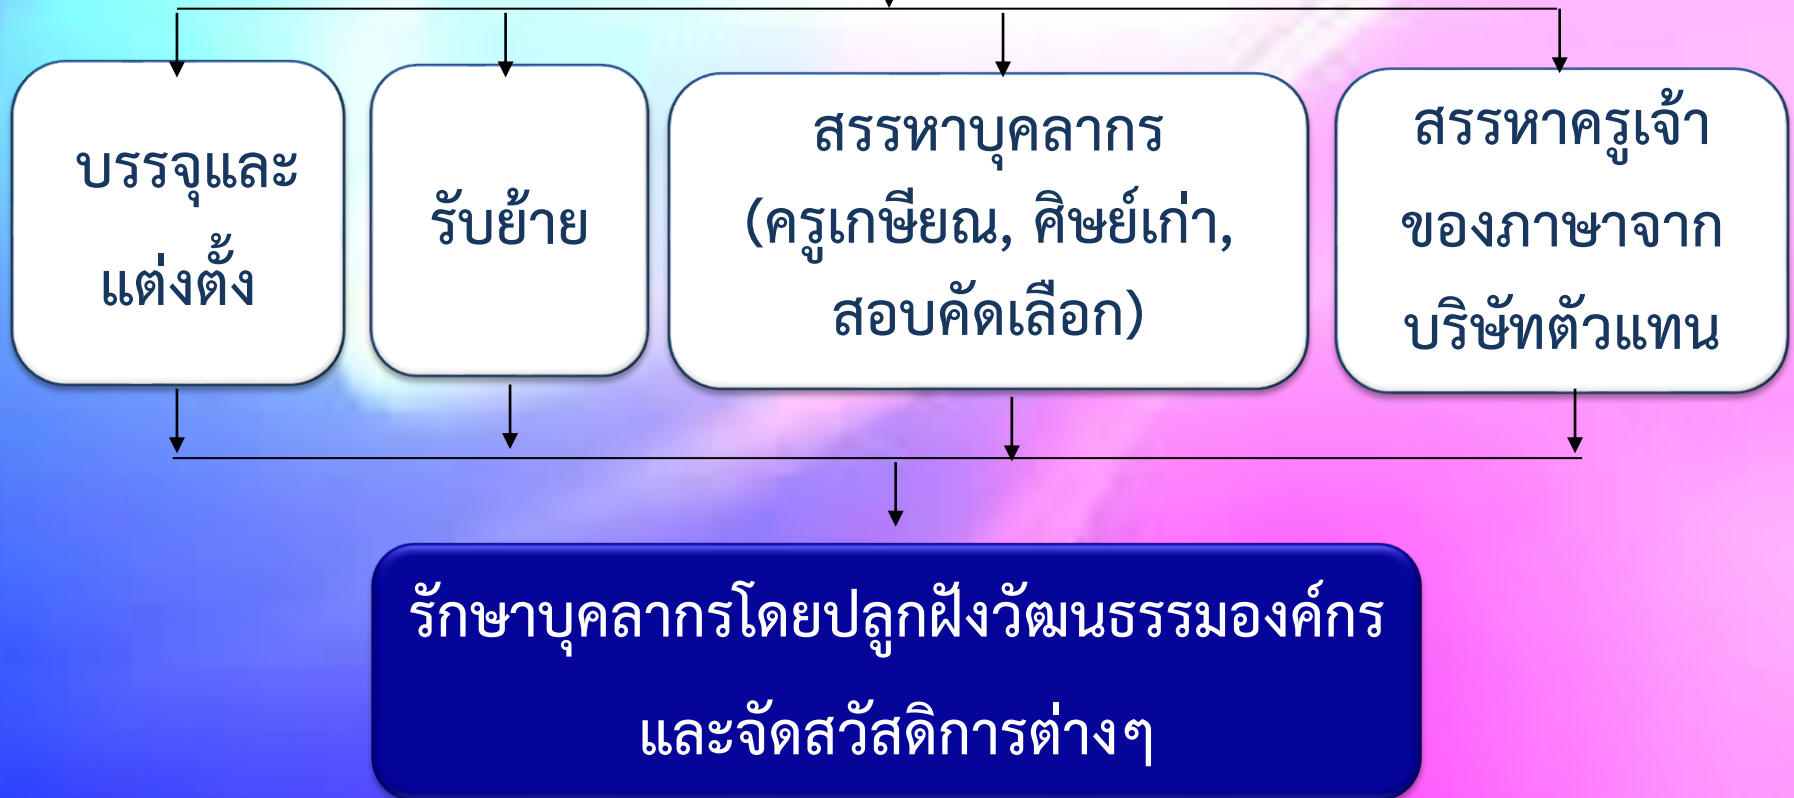 บรรจุและ
แต่งตั้ง
รับย้าย
สรรหาบุคลากร
(ครูเกษียณ, ศิษย์เก่า,
สอบคัดเลือก)
สรรหาครูเจ้า
ของภาษาจาก
บริษัทตัวแทน
รักษาบุคลากรโดยปลูกฝังวัฒนธรรมองค์กร
และจัดสวัสดิการต่างๆ